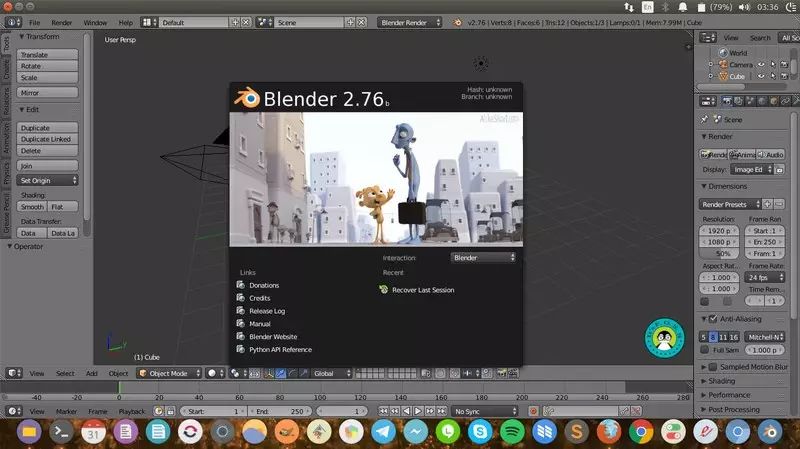 En (79%) 03:36
File Render Window Help Default Scene Blender Render v2.76 | Verts:8 | Faces:6 | Tris:12 | Objects:1/3 | Lamps:0/1 | Mem:7.99M | Cube
Tools
Create
Relations
Animation
Physics
Grease Pencil
Transform
Translate
Rotate
Scale
Mirror
Edit
Duplicate
Duplicate Linked
Delete
Join
Set Origin
Shading:
Smooth Flat
Data Transfer:
Data Data La
Operator
User Persp
(1) Cube
Blender 2.76 b
Hash: unknown
Branch: unknown
Interaction: Blender
Links
Donations
Credits
Release Log
Manual
Blender Website
Python API Reference
Recent
Recover Last Session
View Search All Sc
World
Camera
Cube
Scene
Render
Rende Anima Audio
Display: Image Ed
Dimensions
Render Presets
Resolution: Frame Ran
1920 p Start :1
1080 p En: 250
50% Fram: 1
Aspect Rat.. Frame Rate:
: 1.000 24 fps
: 1.000 Time Rem..
: 1
Anti-Aliasing
5 8 11 16 Mitchell-N
Full Sam 1.000 p
Sampled Motion Blur
Shading
Performance
Post Processing
View Select Add Object Object Mode Global
-40 -20 0 20 40 60 80 100 120 140 160 180 200 220 240 260 280
View Marker Frame Playback Start: 1 End: 250 1 No Sync
31